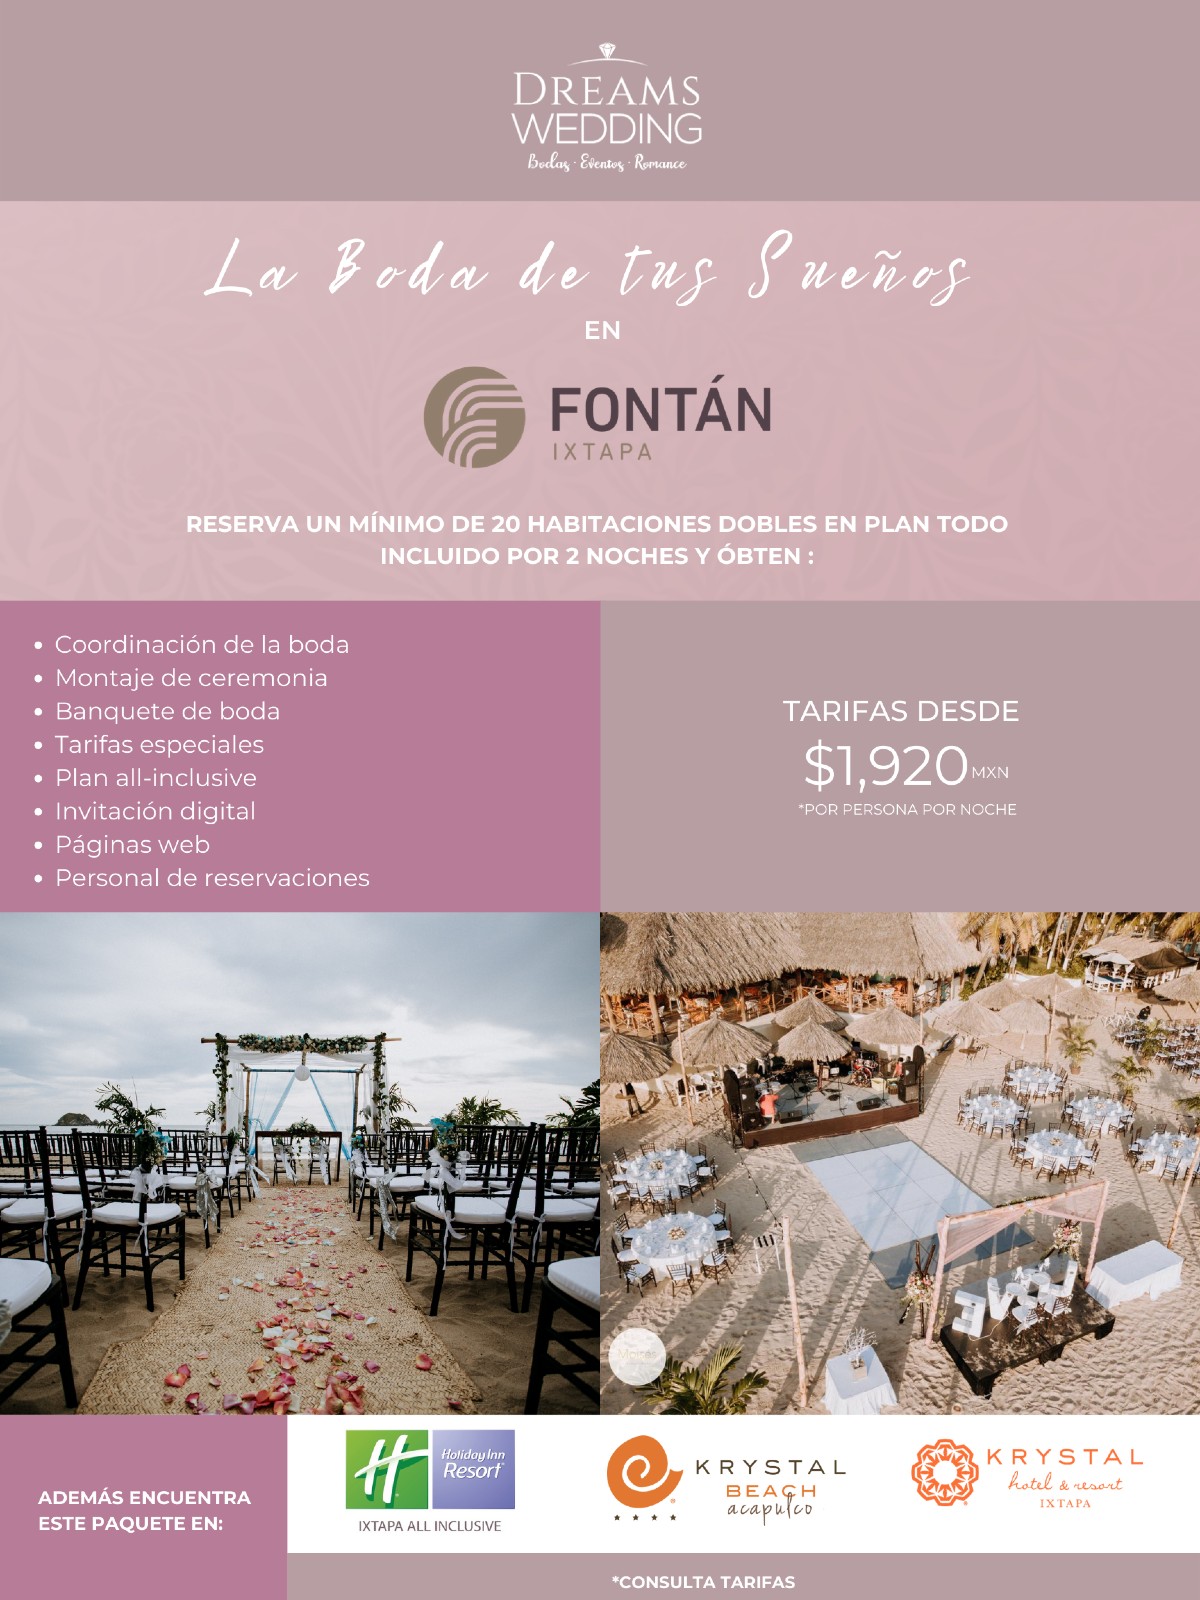 DREAMS
WEDDING
Bodas · Eventos · Romance
La Boda de tus Sueños
EN
FONTÁN
IXTAPA
RESERVA UN MÍNIMO DE 20 HABITACIONES DOBLES EN PLAN TODO
INCLUIDO POR 2 NOCHES Y ÓBTEN :
• Coordinación de la boda
• Montaje de ceremonia
• Banquete de boda
• Tarifas especiales
• Plan all-inclusive
• Invitación digital
• Páginas web
• Personal de reservaciones
TARIFAS DESDE
$1,920 MXN
*POR PERSONA POR NOCHE
LOVE
ADEMÁS ENCUENTRA
ESTE PAQUETE EN:
Holiday Inn
Resort
IXTAPA ALL INCLUSIVE
KRYSTAL
BEACH
acapulco
KRYSTAL
hotel & resort
IXTAPA
*CONSULTA TARIFAS